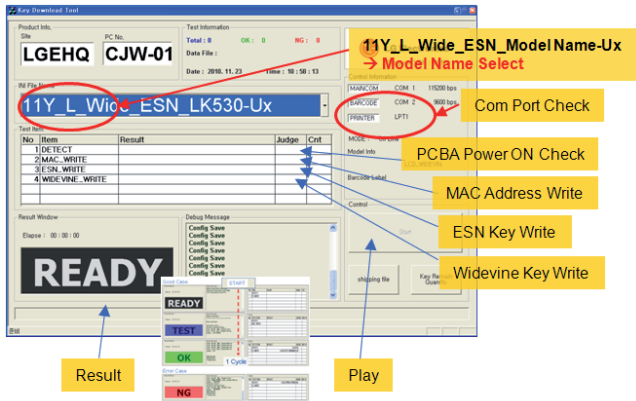 Key Download Tool
Product Info.
Site
PC No.
LGEHQ
CJW-01
Test Information
Total : 0
OK : 0
NG : 0
Data File :
Date : 2018. 11. 23
Time : 10 : 58 : 13
11Y_L_Wide_ESN_Model Name-Ux
→ Model Name Select
INI File Name
11Y_L_Wide_ESN_LK530-Ux
Control Information
MAINCOM COM 1 115200 bps
BARCODE COM 2 9600 bps
PRINTER LPT1
Com Port Check
Test Item
No Item Result Judge Cnt
1 DETECT
2 MAC_WRITE
3 ESN_WRITE
4 WIDEVINE_WRITE
MODE :
Model Info
Barcode Label
PCBA Power ON Check
MAC Address Write
ESN Key Write
Widevine Key Write
Control
Start
shipping file
Result Window
Elapse : 00 : 00 : 00
READY
Debug Message
Config Save
Config Save
Config Save
Config Save
Config Save
Config Save
Config Save
Good Case
START
READY
TEST
OK
1 Cycle
Error Case
NG
Result
Play